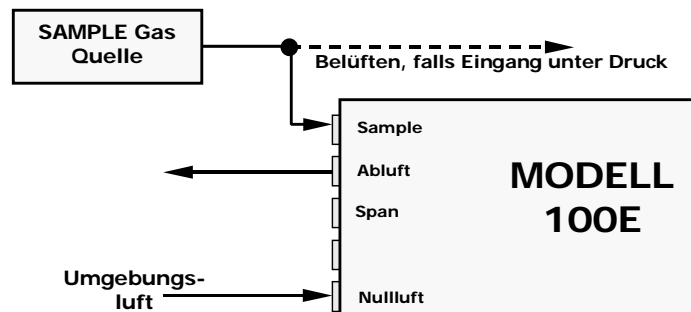 SAMPLE Gas
Quelle
Belüften, falls Eingang unter Druck
Sample
Abluft
MODELL
100E
Span
Umgebungs-
luft
Nullluft